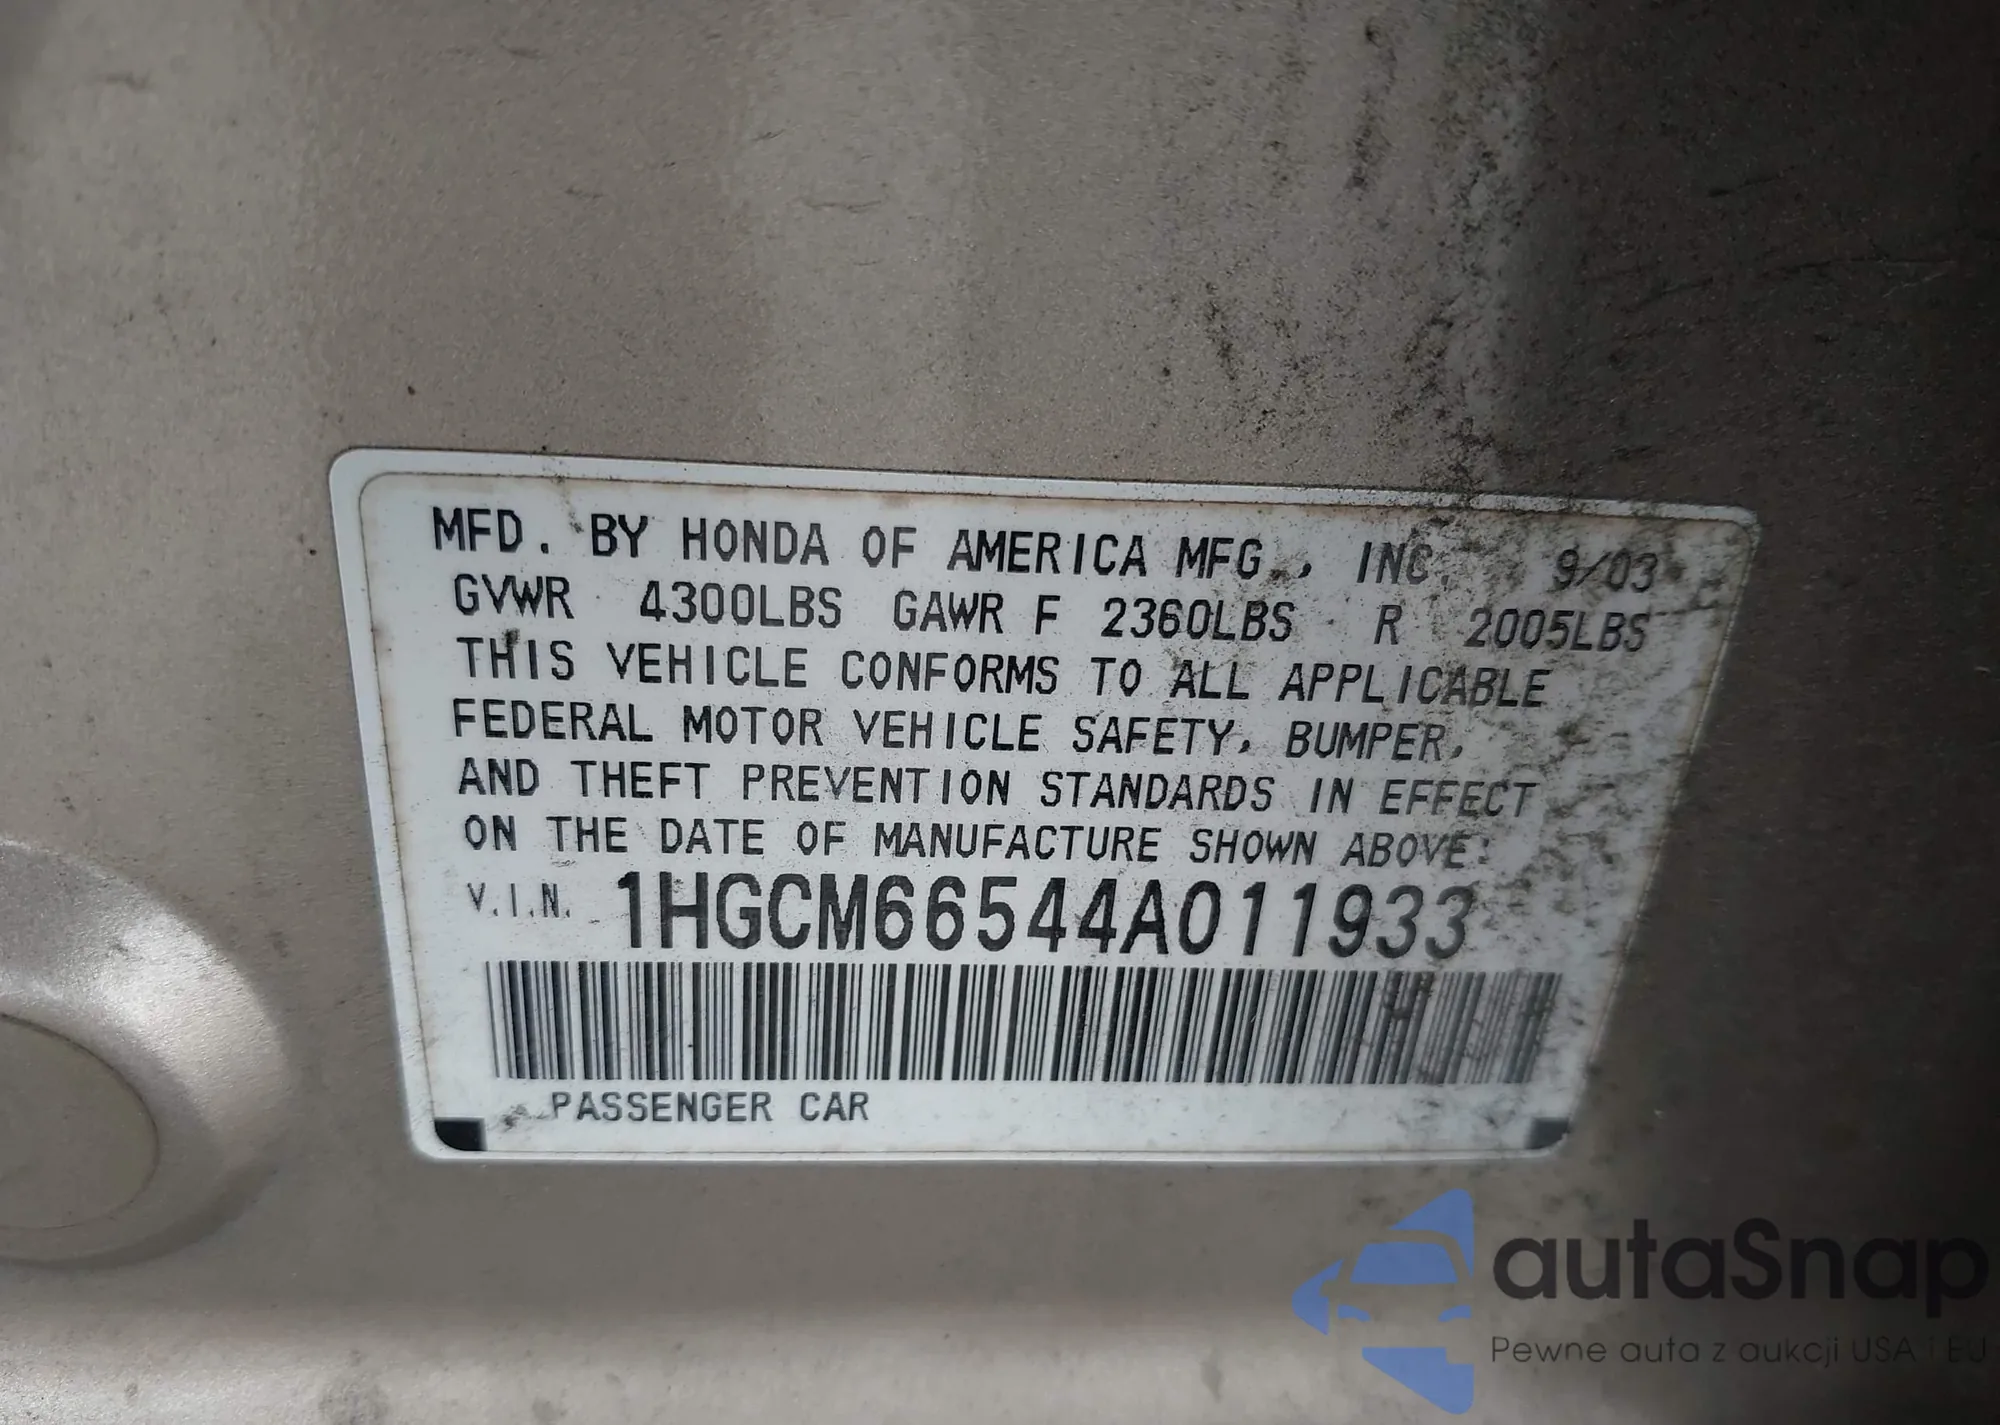 MFD. BY HONDA OF AMERICA MFG., INC. 9/03
GVWR 4300LBS GAWR F 2360LBS R 2005LBS
THIS VEHICLE CONFORMS TO ALL APPLICABLE
FEDERAL MOTOR VEHICLE SAFETY, BUMPER,
AND THEFT PREVENTION STANDARDS IN EFFECT
ON THE DATE OF MANUFACTURE SHOWN ABOVE:
V.I.N. 1HGCM66544A011933
PASSENGER CAR
autaSnap
Pewne auta z aukcji USA i EU